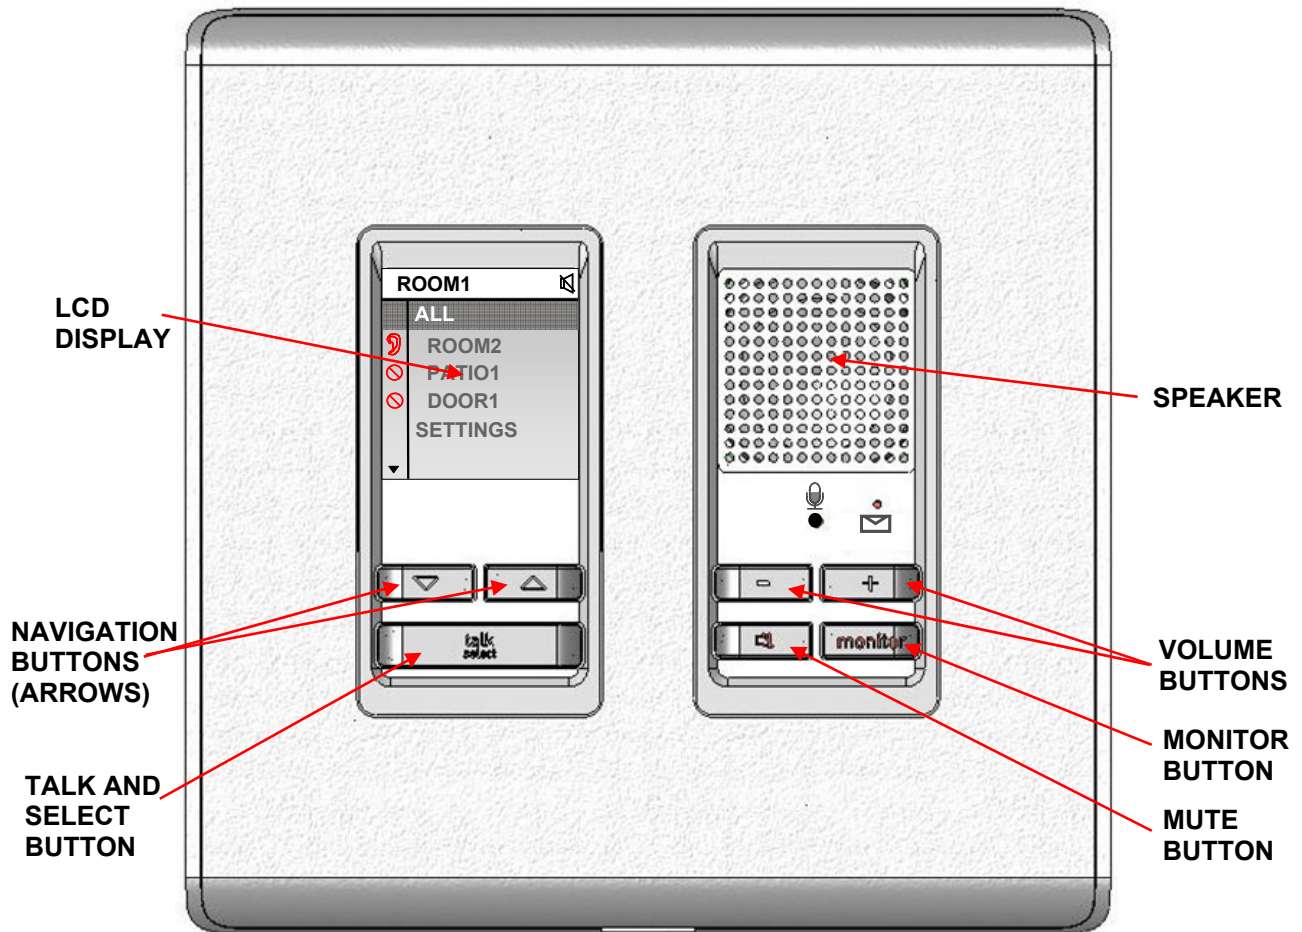 LCD
DISPLAY
ROOM1
ALL
ROOM2
PATIO1
DOOR1
SETTINGS
SPEAKER
NAVIGATION
BUTTONS
(ARROWS)
talk
select
-
+
monitor
VOLUME
BUTTONS
TALK AND
SELECT
BUTTON
MONITOR
BUTTON
MUTE
BUTTON